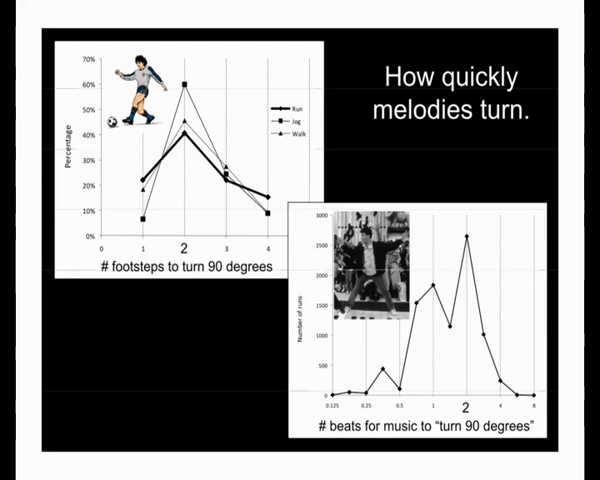 How quickly
melodies turn.
70%
60%
50%
40%
30%
20%
10%
0%
Percentage
Run
Jog
Walk
0 1 2 3 4
# footsteps to turn 90 degrees
3000
2500
2000
1500
1000
500
0
Number of runs
0.125 0.25 0.5 1 2 4 8
# beats for music to “turn 90 degrees”